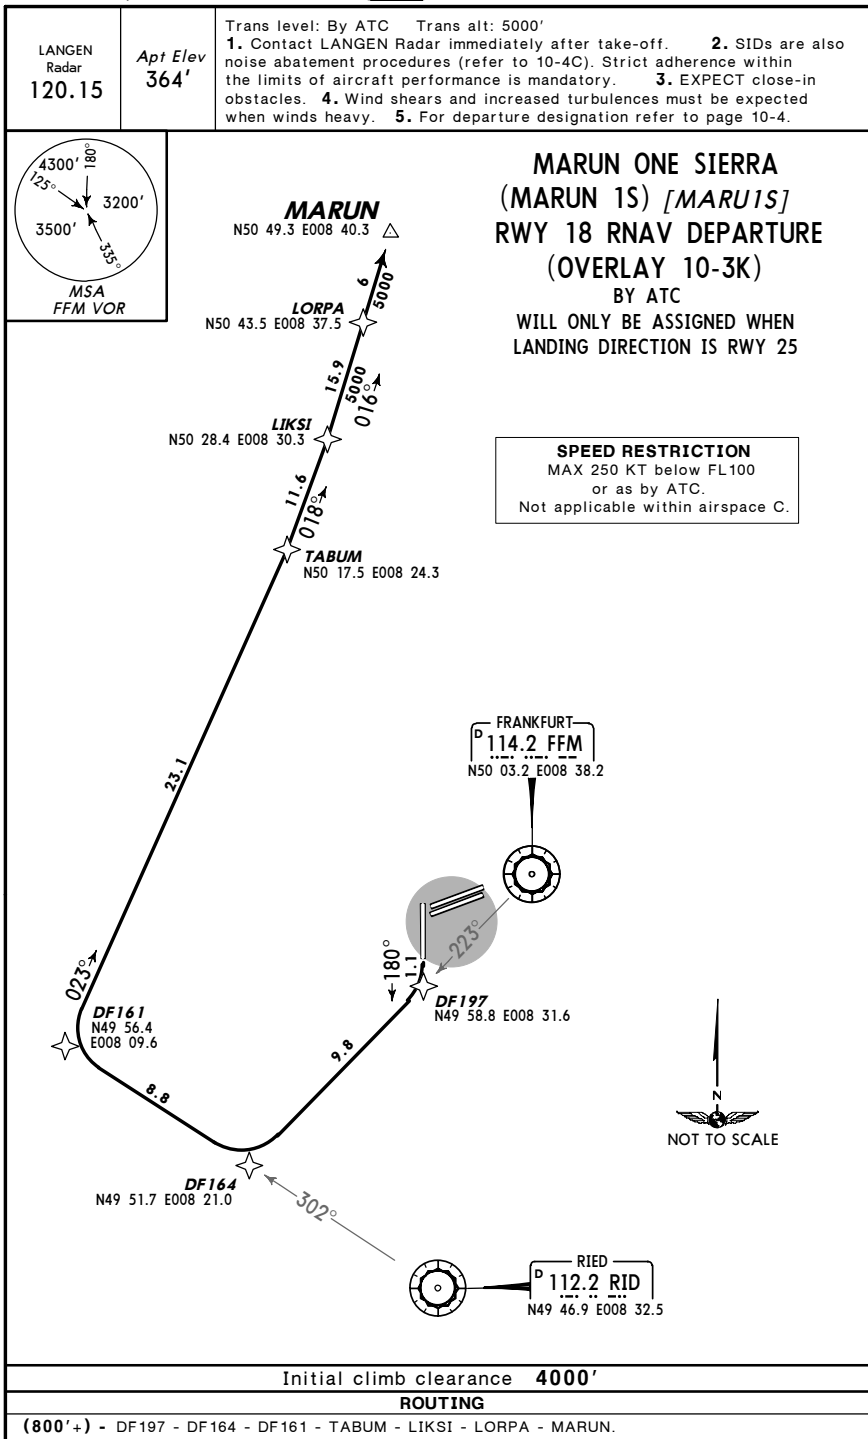 LANGEN
Radar
120.15
Apt Elev
364'
Trans level: By ATC Trans alt: 5000'
1. Contact LANGEN Radar immediately after take-off. 2. SIDs are also
noise abatement procedures (refer to 10-4C). Strict adherence within
the limits of aircraft performance is mandatory. 3. EXPECT close-in
obstacles. 4. Wind shears and increased turbulences must be expected
when winds heavy. 5. For departure designation refer to page 10-4.
4300'
180°
125°
3200'
3500'
335°
MSA
FFM VOR
MARUN ONE SIERRA
(MARUN 1S) [MARU1S]
RWY 18 RNAV DEPARTURE
(OVERLAY 10-3K)
BY ATC
WILL ONLY BE ASSIGNED WHEN
LANDING DIRECTION IS RWY 25
MARUN
N50 49.3 E008 40.3
6
5000
LORPA
N50 43.5 E008 37.5
15.9
5000
016°
LIKSI
N50 28.4 E008 30.3
SPEED RESTRICTION
MAX 250 KT below FL100
or as by ATC.
Not applicable within airspace C.
11.6
018°
TABUM
N50 17.5 E008 24.3
FRANKFURT
D 114.2 FFM
N50 03.2 E008 38.2
23.1
223°
180°
1.1
023°
DF197
N49 58.8 E008 31.6
DF161
N49 56.4
E008 09.6
9.8
8.8
N
NOT TO SCALE
DF164
N49 51.7 E008 21.0
302°
RIED
D 112.2 RID
N49 46.9 E008 32.5
Initial climb clearance 4000'
ROUTING
(800'+) - DF197 - DF164 - DF161 - TABUM - LIKSI - LORPA - MARUN.